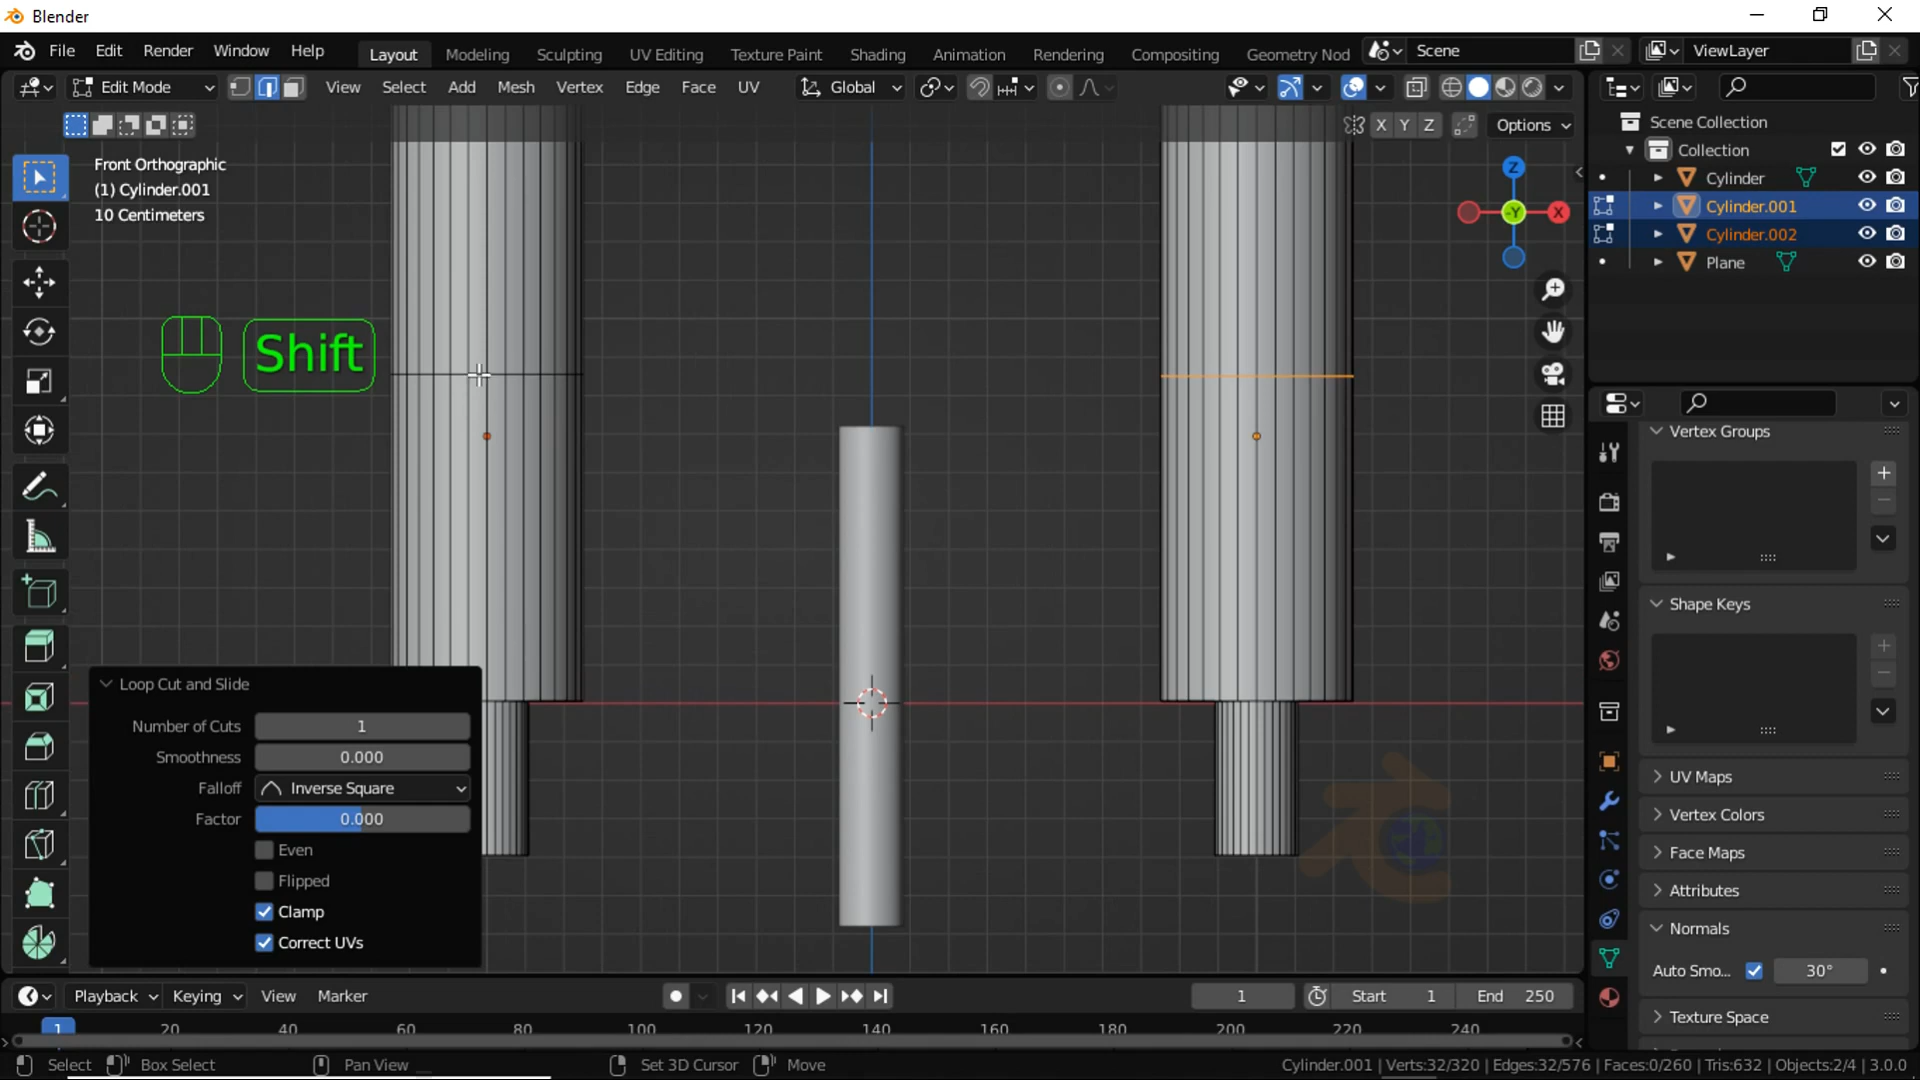 Blender
File Edit Render Window Help
Layout Modeling Sculpting UV Editing Texture Paint Shading Animation Rendering Compositing Geometry Nod
Scene
ViewLayer
Edit Mode
View Select Add Mesh Vertex Edge Face UV
Global
X Y Z
Options
Front Orthographic
(1) Cylinder.001
10 Centimeters
Z
-Y
X
Shift
Loop Cut and Slide
Number of Cuts 1
Smoothness 0.000
Falloff Inverse Square
Factor 0.000
Even
Flipped
Clamp
Correct UVs
Scene Collection
Collection
Cylinder
Cylinder.001
Cylinder.002
Plane
Vertex Groups
Shape Keys
UV Maps
Vertex Colors
Face Maps
Attributes
Normals
Auto Smo... 30°
Texture Space
Playback Keying View Marker
1
Start 1
End 250
1 20 40 60 80 100 120 140 160 180 200 220 240
Select
Box Select
Pan View
Set 3D Cursor
Move
Cylinder.001 | Verts:32/320 | Edges:32/576 | Faces:0/260 | Tris:632 | Objects:2/4 | 3.0.0